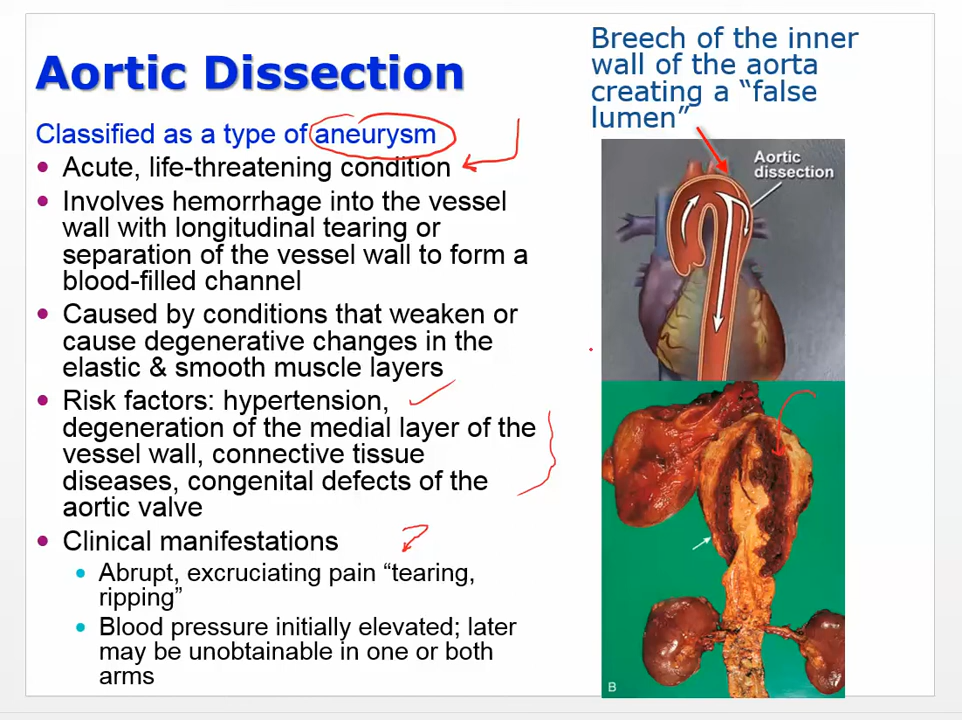 Aortic Dissection
Classified as a type of aneurysm
• Acute, life-threatening condition
• Involves hemorrhage into the vessel
wall with longitudinal tearing or
separation of the vessel wall to form a
blood-filled channel
• Caused by conditions that weaken or
cause degenerative changes in the
elastic & smooth muscle layers
• Risk factors: hypertension,
degeneration of the medial layer of the
vessel wall, connective tissue
diseases, congenital defects of the
aortic valve
• Clinical manifestations
• Abrupt, excruciating pain “tearing,
ripping”
• Blood pressure initially elevated; later
may be unobtainable in one or both
arms
Breech of the inner
wall of the aorta
creating a “false
lumen”
Aortic
dissection
B